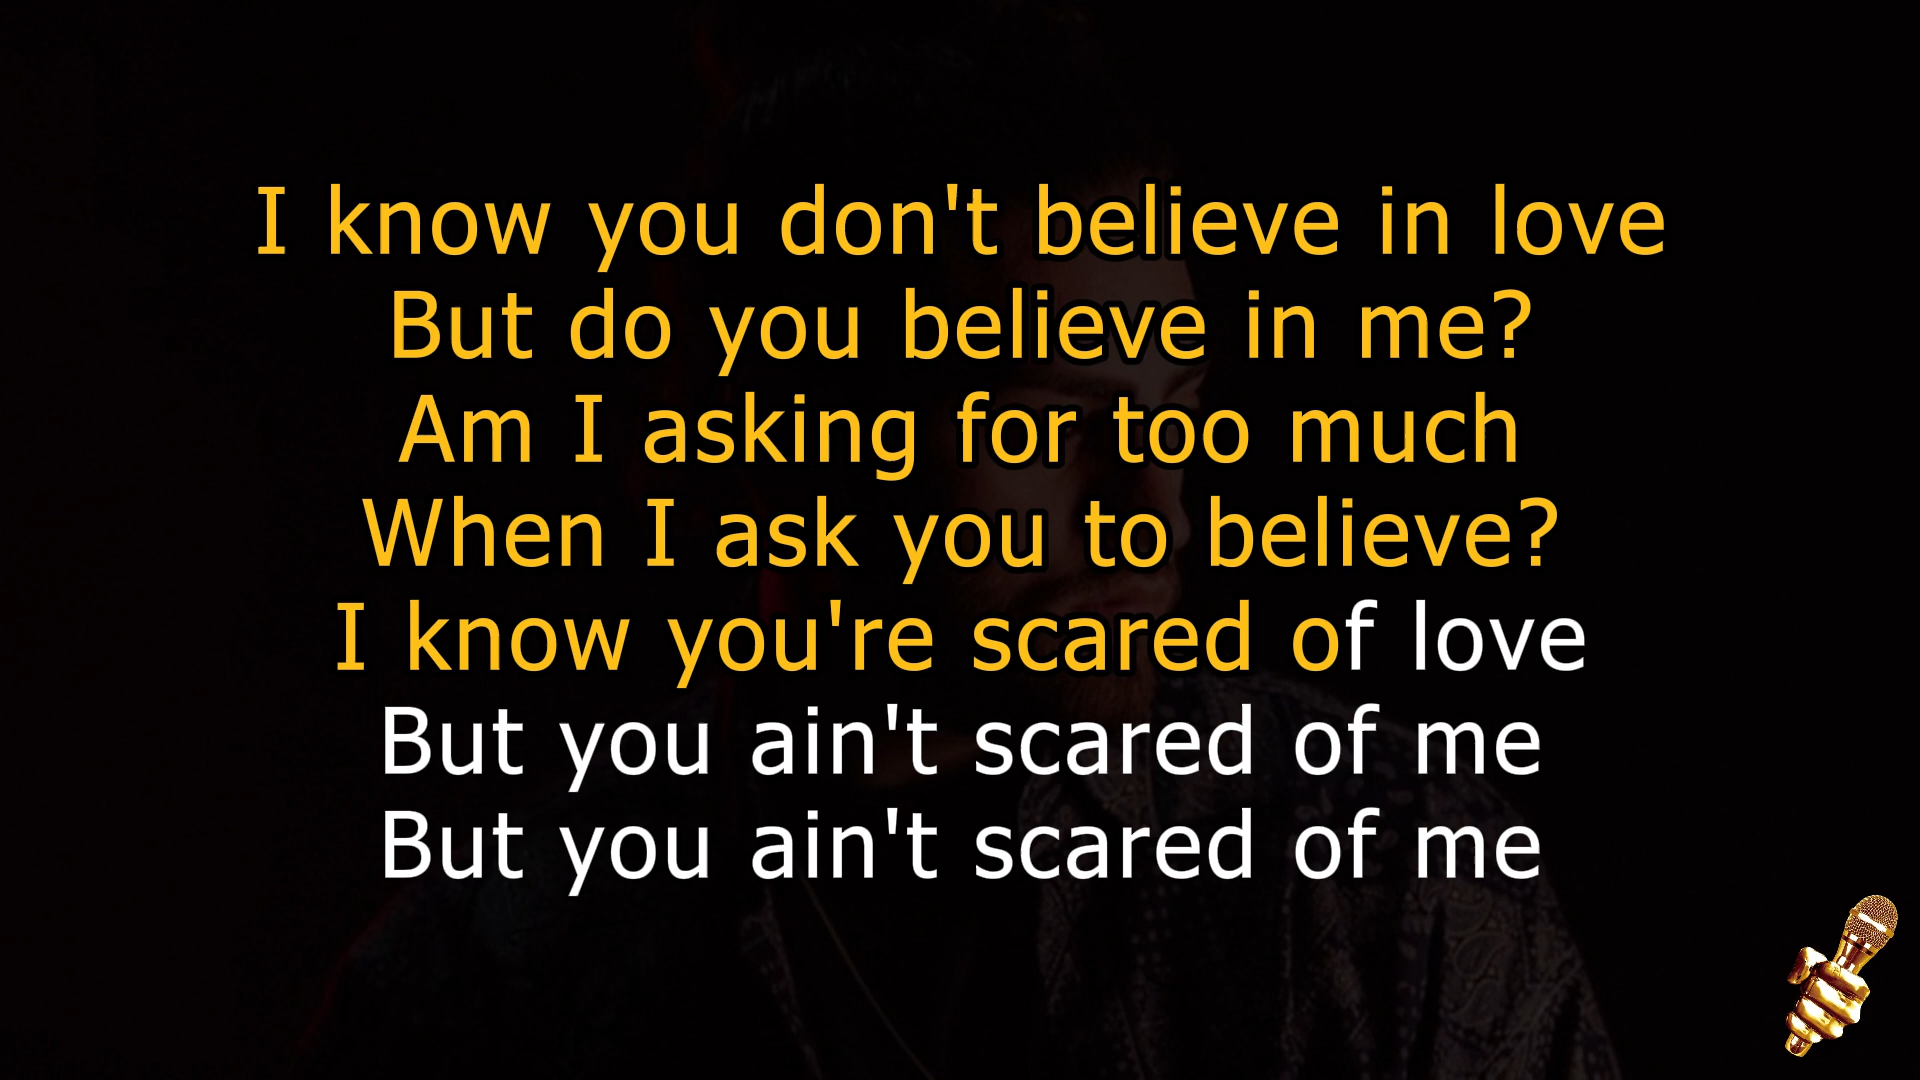 I know you don't believe in love
But do you believe in me?
Am I asking for too much
When I ask you to believe?
I know you're scared of love
But you ain't scared of me
But you ain't scared of me